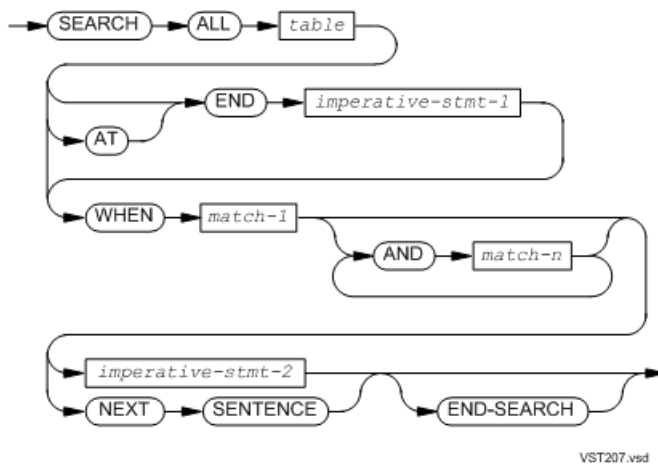 SEARCH ALL table
END imperative-stmt-1
AT
WHEN match-1
AND match-n
imperative-stmt-2
NEXT SENTENCE END-SEARCH
VST207.vsd